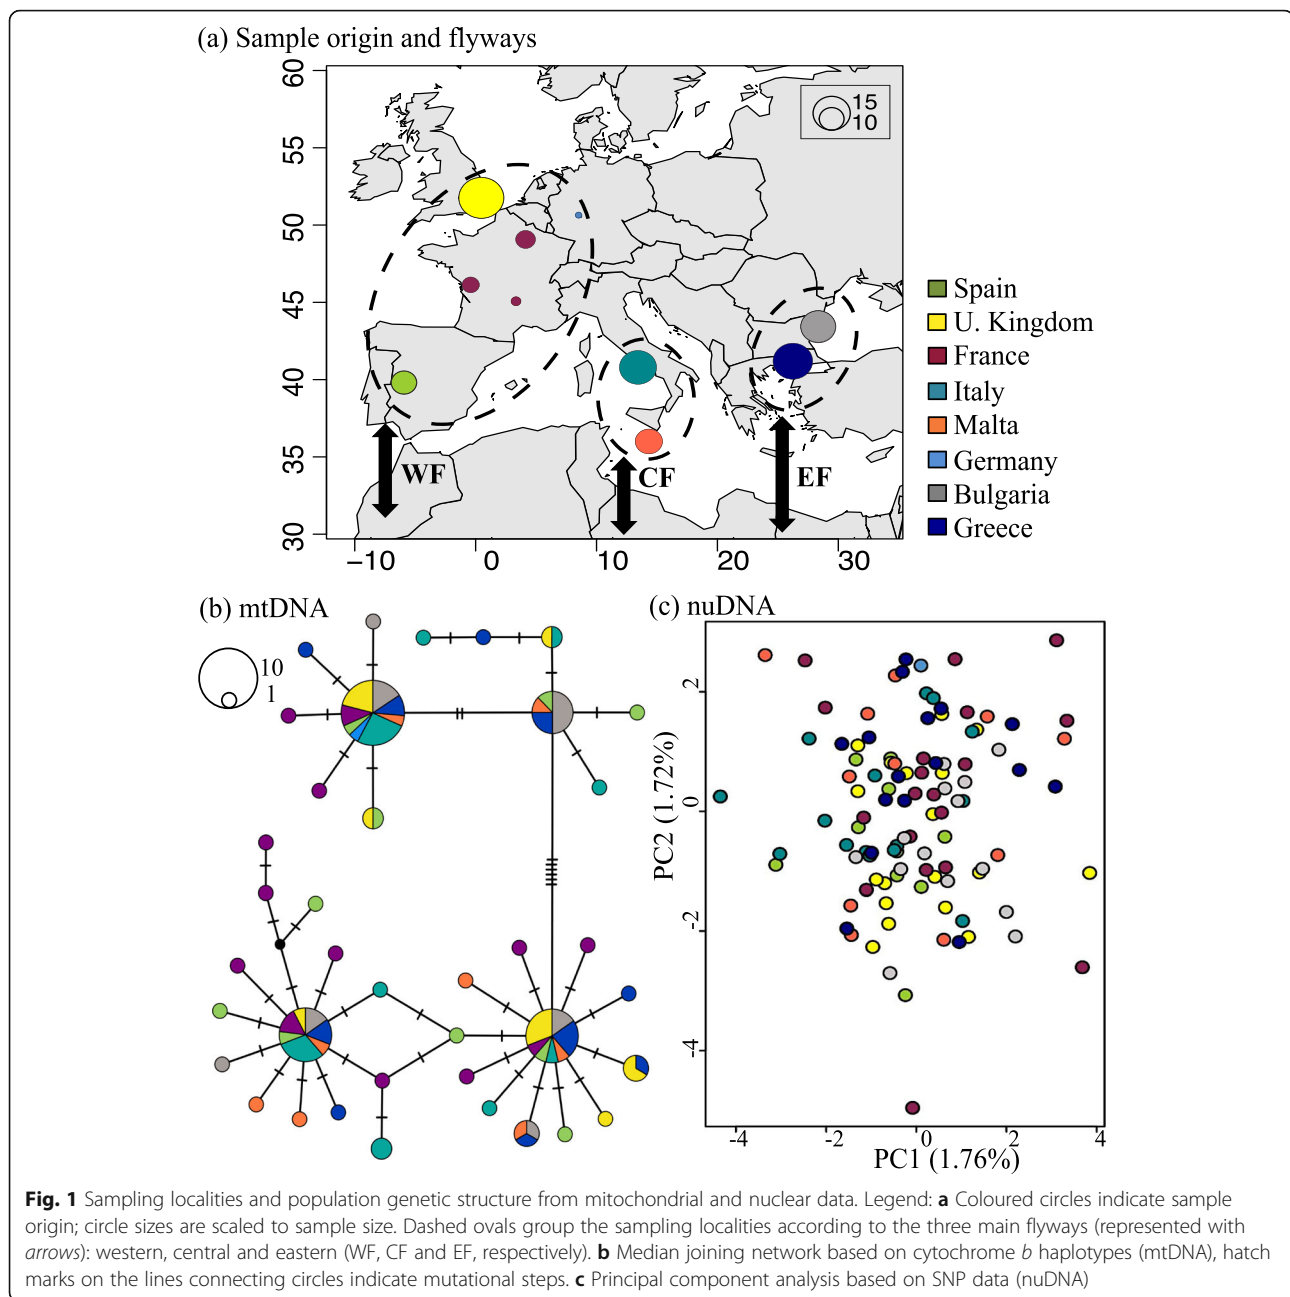 (a) Sample origin and flyways
60
55
50
45
40
35
30
15
10
WF
CF
EF
−10
0
10
20
30
Spain
U. Kingdom
France
Italy
Malta
Germany
Bulgaria
Greece
(b) mtDNA
10
1
(c) nuDNA
PC2 (1.72%)
2
0
-2
-4
-4
-2
0
2
4
PC1 (1.76%)
Fig. 1 Sampling localities and population genetic structure from mitochondrial and nuclear data. Legend: a Coloured circles indicate sample
origin; circle sizes are scaled to sample size. Dashed ovals group the sampling localities according to the three main flyways (represented with
arrows): western, central and eastern (WF, CF and EF, respectively). b Median joining network based on cytochrome b haplotypes (mtDNA), hatch
marks on the lines connecting circles indicate mutational steps. c Principal component analysis based on SNP data (nuDNA)